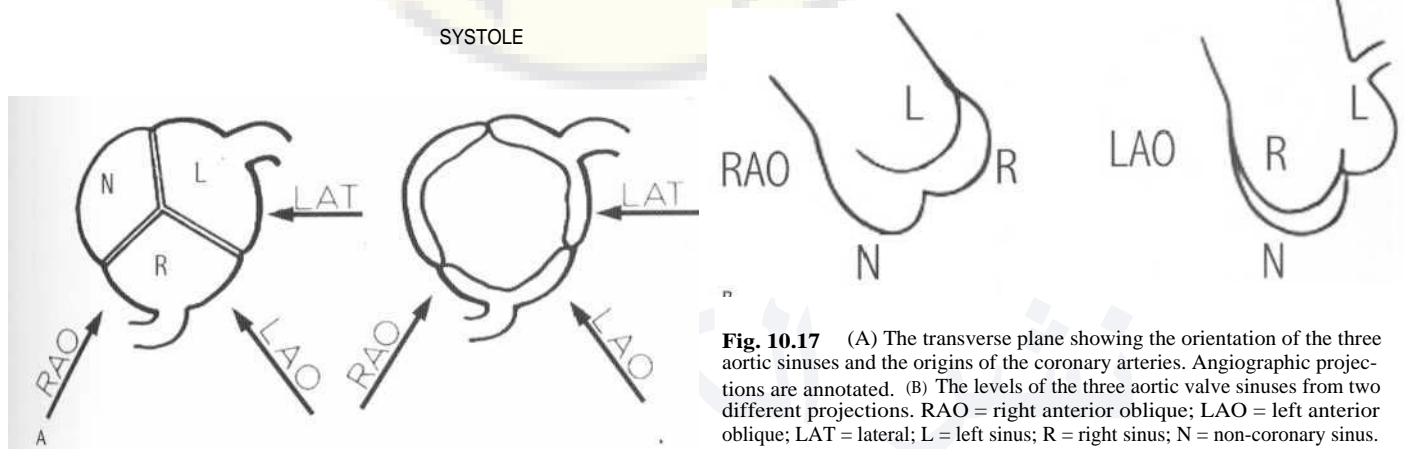 SYSTOLE
N
L
R
LAT
RAO
LAO
A
LAT
RAO
LAO
RAO
L
R
N
LAO
R
L
N
Fig. 10.17 (A) The transverse plane showing the orientation of the three
aortic sinuses and the origins of the coronary arteries. Angiographic projec-
tions are annotated. (B) The levels of the three aortic valve sinuses from two
different projections. RAO = right anterior oblique; LAO = left anterior
oblique; LAT = lateral; L = left sinus; R = right sinus; N = non-coronary sinus.